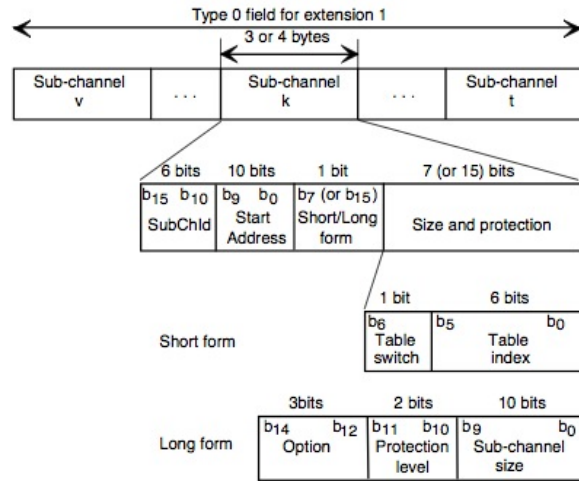 Type 0 field for extension 1
3 or 4 bytes
Sub-channel v
. . .
Sub-channel k
. . .
Sub-channel t
6 bits 10 bits 1 bit 7 (or 15) bits
b15 b10 b9 b0 b7 (or b15)
SubChId
Start Address
Short/Long form
Size and protection
1 bit 6 bits
Short form
b6 b5 b0
Table switch
Table index
3bits 2 bits 10 bits
Long form
b14 b12 b11 b10 b9 b0
Option
Protection level
Sub-channel size